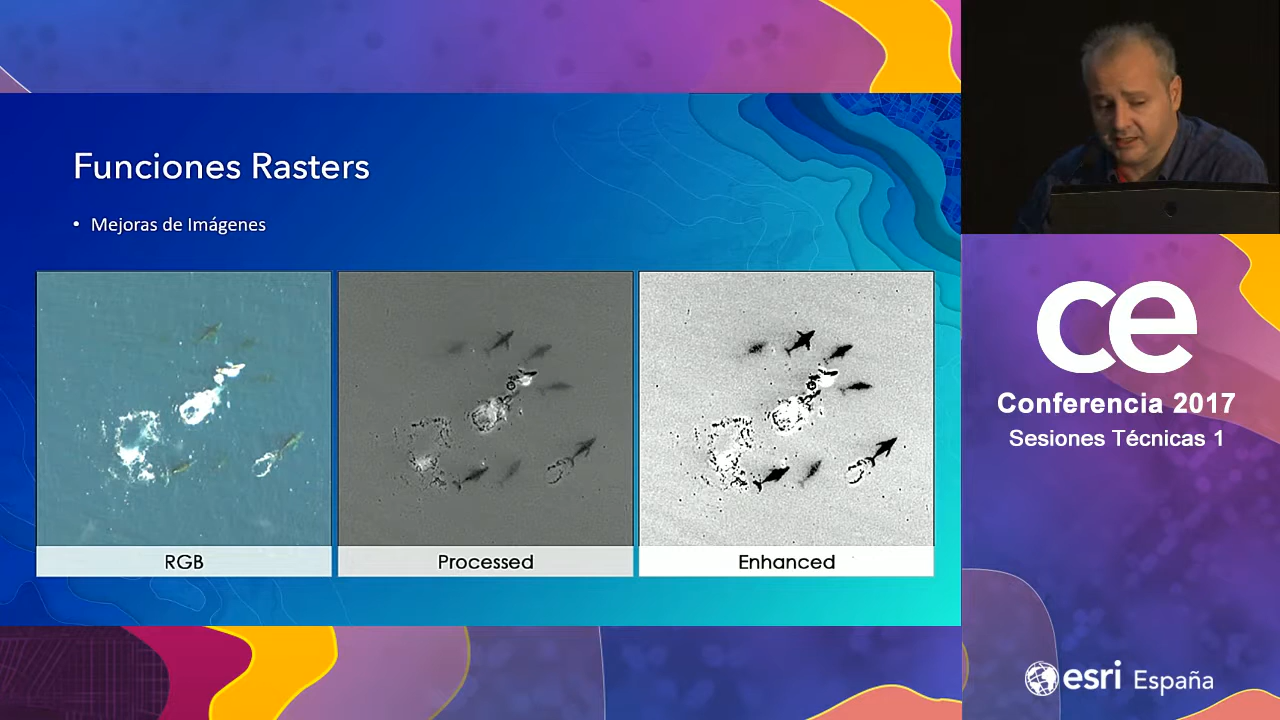 Funciones Rasters
• Mejoras de Imágenes
RGB
Processed
Enhanced
ce
Conferencia 2017
Sesiones Técnicas 1
esri España